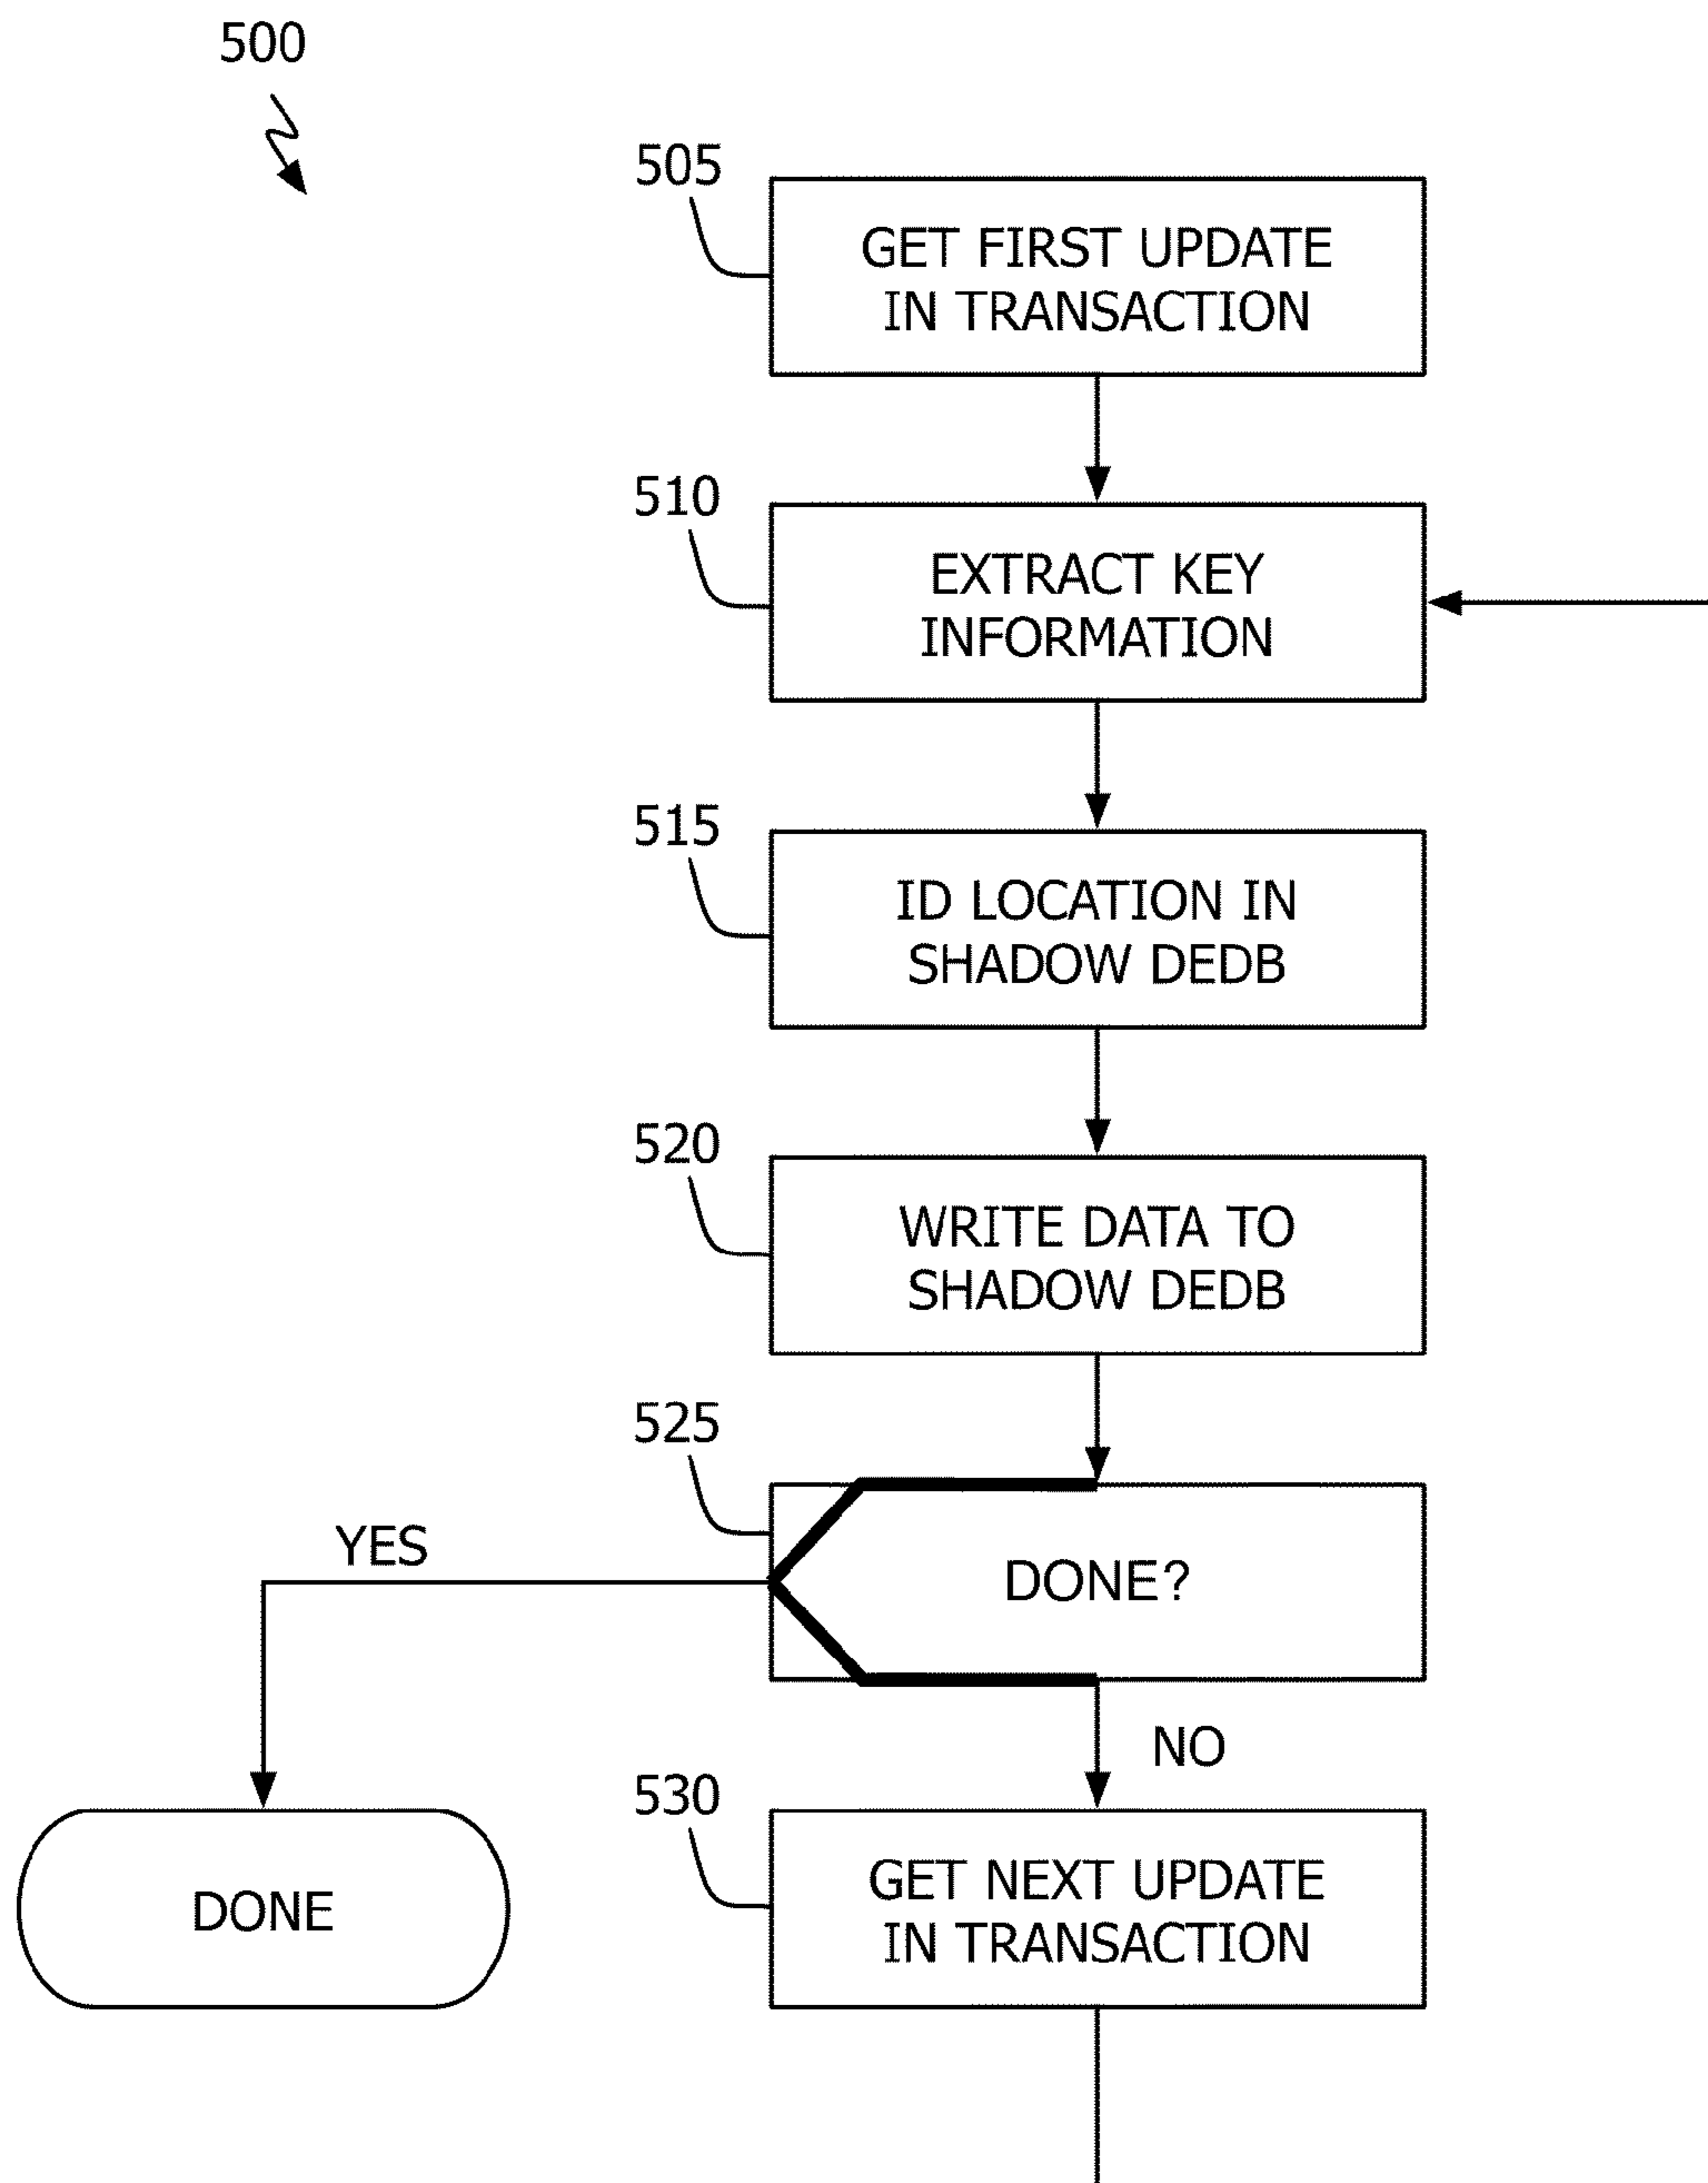 500
505
GET FIRST UPDATE
IN TRANSACTION
510
EXTRACT KEY
INFORMATION
515
ID LOCATION IN
SHADOW DEDB
520
WRITE DATA TO
SHADOW DEDB
525
YES
DONE?
NO
530
DONE
GET NEXT UPDATE
IN TRANSACTION